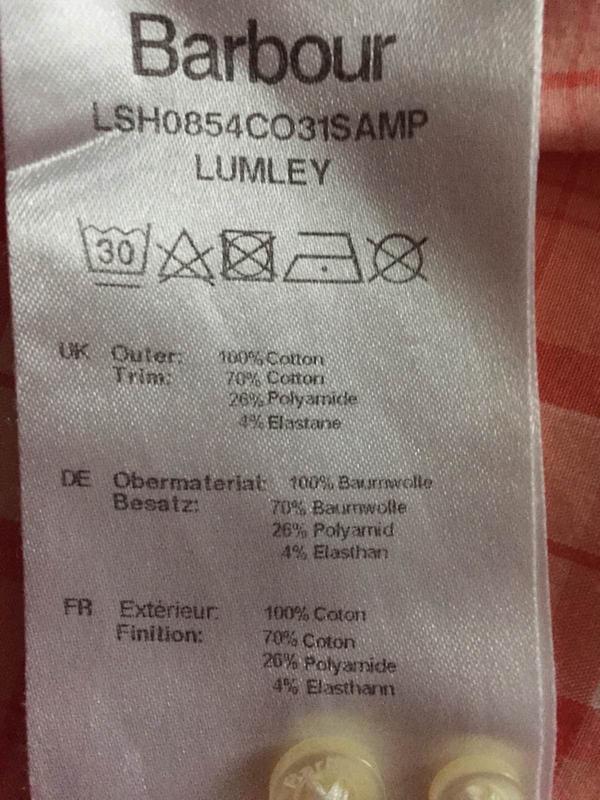 Barbour
LSH0854CO31SAMP
LUMLEY
30
UK Outer: 100% Cotton
Trim: 70% Cotton
26% Polyamide
4% Elastane
DE Obermaterial: 100% Baumwolle
Besatz: 70% Baumwolle
26% Polyamid
4% Elasthan
FR Extérieur: 100% Coton
Finition: 70% Coton
26% Polyamide
4% Elasthann